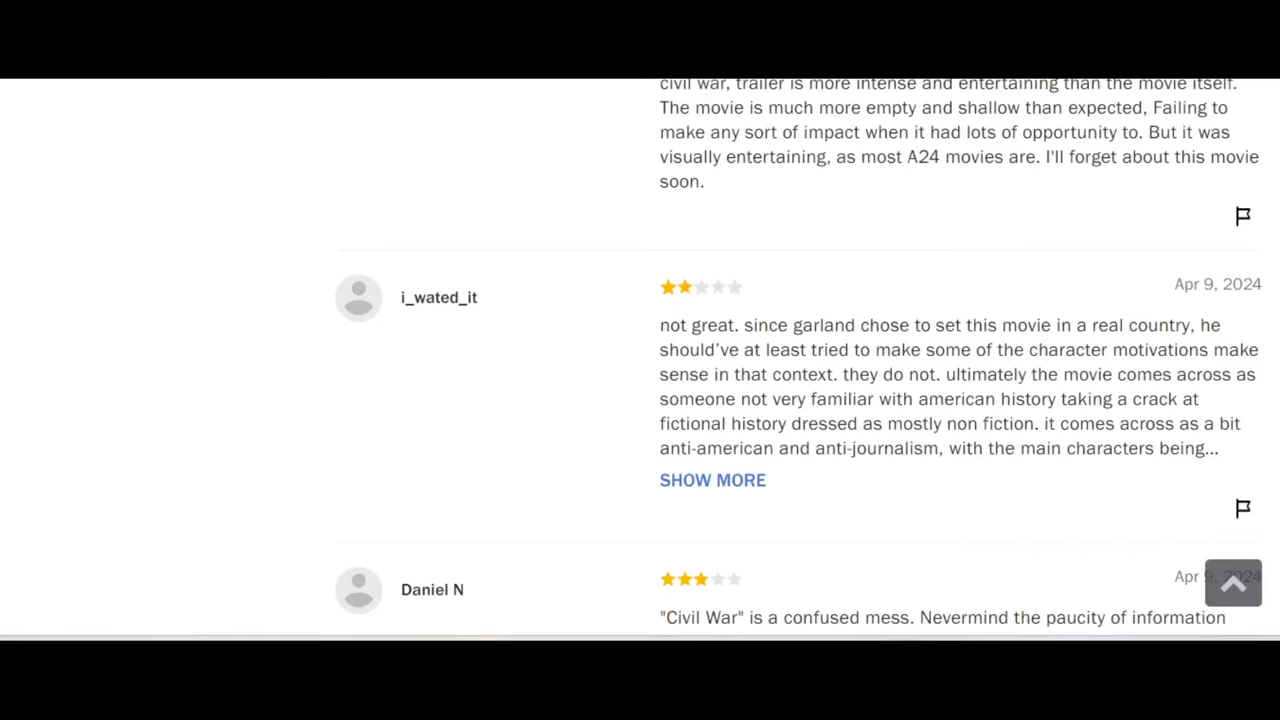 civil war, trailer is more intense and entertaining than the movie itself.
The movie is much more empty and shallow than expected, Failing to
make any sort of impact when it had lots of opportunity to. But it was
visually entertaining, as most A24 movies are. I'll forget about this movie
soon.
i_wated_it
Apr 9, 2024
not great. since garland chose to set this movie in a real country, he
should’ve at least tried to make some of the character motivations make
sense in that context. they do not. ultimately the movie comes across as
someone not very familiar with american history taking a crack at
fictional history dressed as mostly non fiction. it comes across as a bit
anti-american and anti-journalism, with the main characters being...
SHOW MORE
Daniel N
Apr 9, 2024
"Civil War" is a confused mess. Nevermind the paucity of information